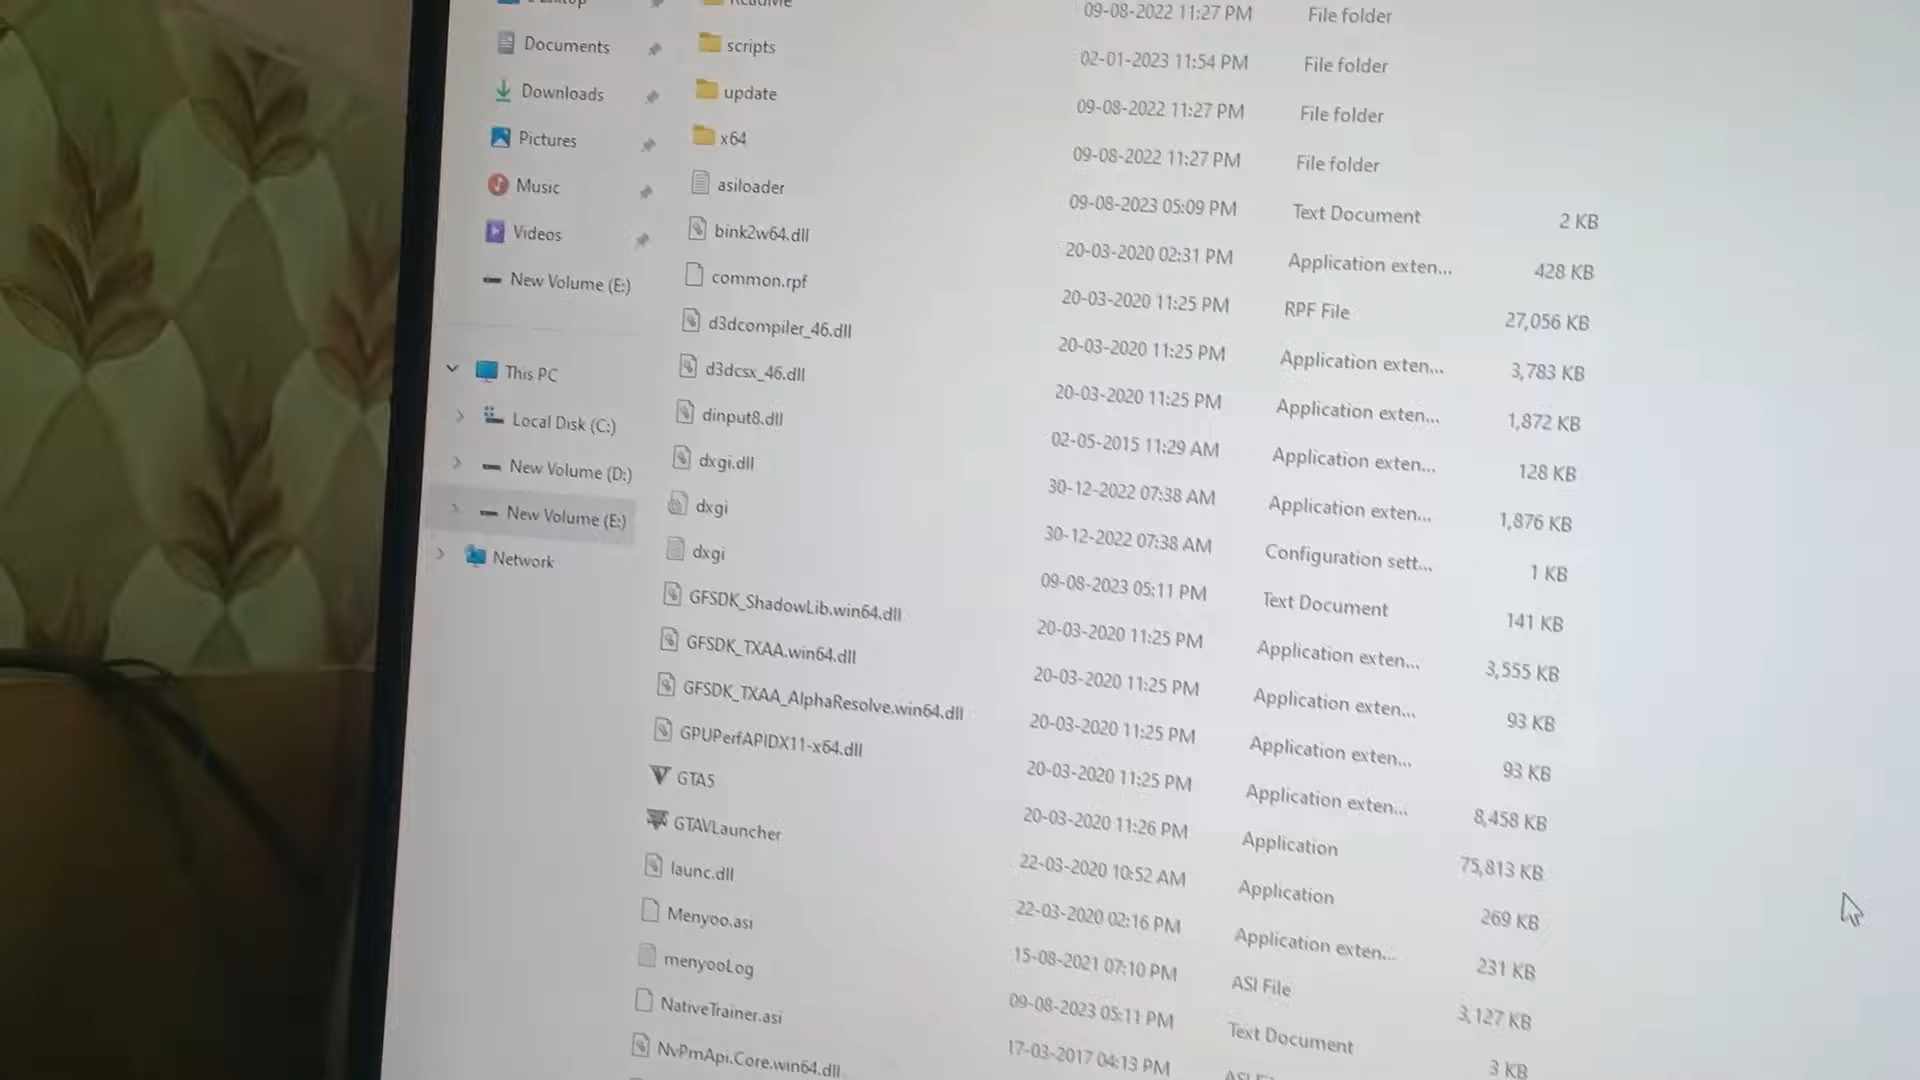 Desktop
Documents
Downloads
Pictures
Music
Videos
New Volume (E:)
This PC
Local Disk (C:)
New Volume (D:)
New Volume (E:)
Network
ReadMe 09-08-2022 11:27 PM File folder
scripts 02-01-2023 11:54 PM File folder
update 09-08-2022 11:27 PM File folder
x64 09-08-2022 11:27 PM File folder
asiloader 09-08-2023 05:09 PM Text Document 2 KB
bink2w64.dll 20-03-2020 02:31 PM Application exten... 428 KB
common.rpf 20-03-2020 11:25 PM RPF File 27,056 KB
d3dcompiler_46.dll 20-03-2020 11:25 PM Application exten... 3,783 KB
d3dcsx_46.dll 20-03-2020 11:25 PM Application exten... 1,872 KB
dinput8.dll 02-05-2015 11:29 AM Application exten... 128 KB
dxgi.dll 30-12-2022 07:38 AM Application exten... 1,876 KB
dxgi 30-12-2022 07:38 AM Configuration sett... 1 KB
dxgi 09-08-2023 05:11 PM Text Document 141 KB
GFSDK_ShadowLib.win64.dll 20-03-2020 11:25 PM Application exten... 3,555 KB
GFSDK_TXAA.win64.dll 20-03-2020 11:25 PM Application exten... 93 KB
GFSDK_TXAA_AlphaResolve.win64.dll 20-03-2020 11:25 PM Application exten... 93 KB
GPUPerfAPIDX11-x64.dll 20-03-2020 11:25 PM Application exten... 8,458 KB
GTA5 20-03-2020 11:26 PM Application 75,813 KB
GTAVLauncher 22-03-2020 10:52 AM Application 269 KB
launc.dll 22-03-2020 02:16 PM Application exten... 231 KB
Menyoo.asi 15-08-2021 07:10 PM ASI File 3,127 KB
menyooLog 09-08-2023 05:11 PM Text Document 3 KB
NativeTrainer.asi 17-03-2017 04:13 PM
NvPmApi.Core.win64.dll